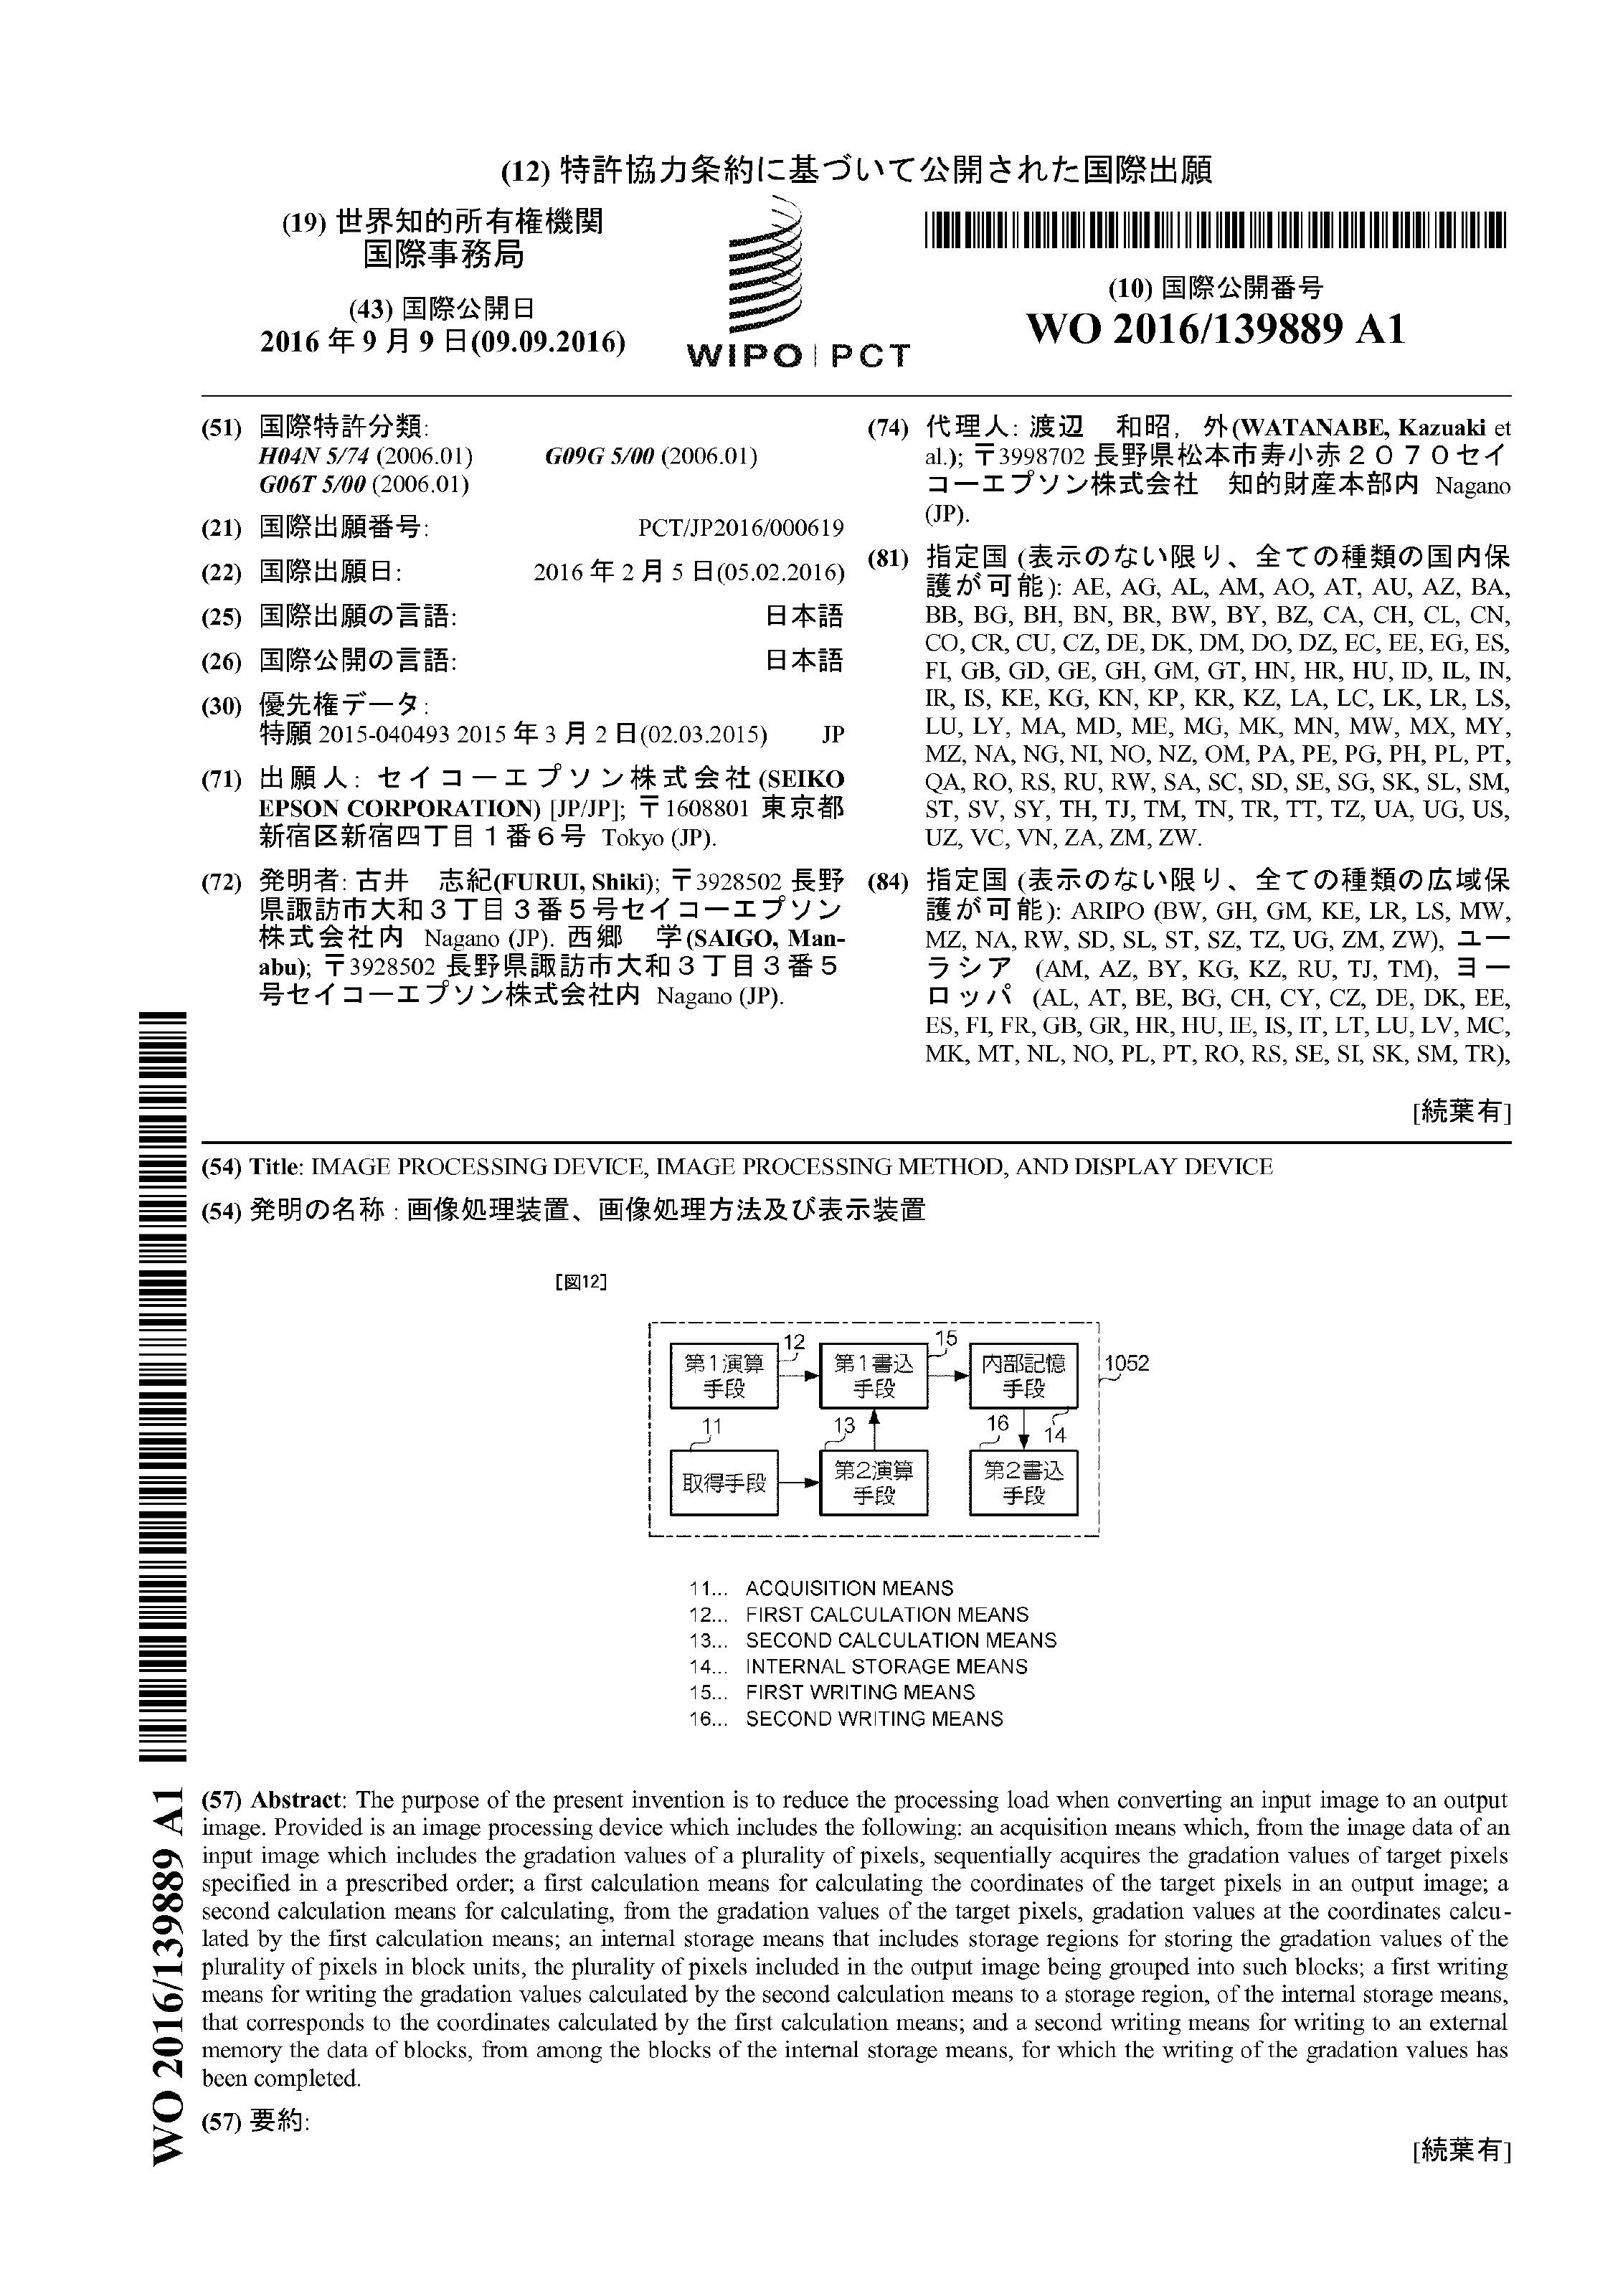 (12) 特許協力条約に基づいて公開された国際出願
(19) 世界知的所有権機関
国際事務局
(43) 国際公開日
2016 年 9 月 9 日(09.09.2016)
WIPO | PCT
(10) 国際公開番号
WO 2016/139889 A1
(51) 国際特許分類:
H04N 5/74 (2006.01) G09G 5/00 (2006.01)
G06T 5/00 (2006.01)
(21) 国際出願番号: PCT/JP2016/000619
(22) 国際出願日: 2016 年 2 月 5 日(05.02.2016)
(25) 国際出願の言語: 日本語
(26) 国際公開の言語: 日本語
(30) 優先権データ:
特願 2015-040493 2015 年 3 月 2 日(02.03.2015) JP
(71) 出願人: セイコーエプソン株式会社(SEIKO
EPSON CORPORATION) [JP/JP]; 〒1608801 東京都
新宿区新宿四丁目1番6号 Tokyo (JP).
(72) 発明者: 古井 志紀(FURUI, Shiki); 〒3928502 長野
県諏訪市大和3丁目3番5号セイコーエプソン
株式会社内 Nagano (JP). 西郷 学(SAIGO, Man-
abu); 〒3928502 長野県諏訪市大和3丁目3番5
号セイコーエプソン株式会社内 Nagano (JP).
(74) 代理人: 渡辺 和昭, 外(WATANABE, Kazuaki et
al.); 〒3998702 長野県松本市寿小赤2070セイ
コーエプソン株式会社 知的財産本部内 Nagano
(JP).
(81) 指定国 (表示のない限り、全ての種類の国内保
護が可能): AE, AG, AL, AM, AO, AT, AU, AZ, BA,
BB, BG, BH, BN, BR, BW, BY, BZ, CA, CH, CL, CN,
CO, CR, CU, CZ, DE, DK, DM, DO, DZ, EC, EE, EG, ES,
FI, GB, GD, GE, GH, GM, GT, HN, HR, HU, ID, IL, IN,
IR, IS, KE, KG, KN, KP, KR, KZ, LA, LC, LK, LR, LS,
LU, LY, MA, MD, ME, MG, MK, MN, MW, MX, MY,
MZ, NA, NG, NI, NO, NZ, OM, PA, PE, PG, PH, PL, PT,
QA, RO, RS, RU, RW, SA, SC, SD, SE, SG, SK, SL, SM,
ST, SV, SY, TH, TJ, TM, TN, TR, TT, TZ, UA, UG, US,
UZ, VC, VN, ZA, ZM, ZW.
(84) 指定国 (表示のない限り、全ての種類の広域保
護が可能): ARIPO (BW, GH, GM, KE, LR, LS, MW,
MZ, NA, RW, SD, SL, ST, SZ, TZ, UG, ZM, ZW), ユー
ラシア (AM, AZ, BY, KG, KZ, RU, TJ, TM), ヨー
ロッパ (AL, AT, BE, BG, CH, CY, CZ, DE, DK, EE,
ES, FI, FR, GB, GR, HR, HU, IE, IS, IT, LT, LU, LV, MC,
MK, MT, NL, NO, PL, PT, RO, RS, SE, SI, SK, SM, TR),
[続葉有]
(54) Title: IMAGE PROCESSING DEVICE, IMAGE PROCESSING METHOD, AND DISPLAY DEVICE
(54) 発明の名称 : 画像処理装置、画像処理方法及び表示装置
[図12]
12
15
第1演算
手段
第1書込
手段
内部記憶
手段
1052
11
13
16
14
取得手段
第2演算
手段
第2書込
手段
11... ACQUISITION MEANS
12... FIRST CALCULATION MEANS
13... SECOND CALCULATION MEANS
14... INTERNAL STORAGE MEANS
15... FIRST WRITING MEANS
16... SECOND WRITING MEANS
(57) Abstract: The purpose of the present invention is to reduce the processing load when converting an input image to an output
image. Provided is an image processing device which includes the following: an acquisition means which, from the image data of an
input image which includes the gradation values of a plurality of pixels, sequentially acquires the gradation values of target pixels
specified in a prescribed order; a first calculation means for calculating the coordinates of the target pixels in an output image; a
second calculation means for calculating, from the gradation values of the target pixels, gradation values at the coordinates calcu-
lated by the first calculation means; an internal storage means that includes storage regions for storing the gradation values of the
plurality of pixels in block units, the plurality of pixels included in the output image being grouped into such blocks; a first writing
means for writing the gradation values calculated by the second calculation means to a storage region, of the internal storage means,
that corresponds to the coordinates calculated by the first calculation means; and a second writing means for writing to an external
memory the data of blocks, from among the blocks of the internal storage means, for which the writing of the gradation values has
been completed.
(57) 要約:
[続葉有]
WO 2016/139889 A1